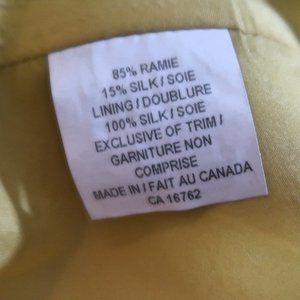 85% RAMIE
15% SILK / SOIE
LINING / DOUBLURE
100% SILK / SOIE
EXCLUSIVE OF TRIM /
GARNITURE NON
COMPRISE
MADE IN / FAIT AU CANADA
CA 16762